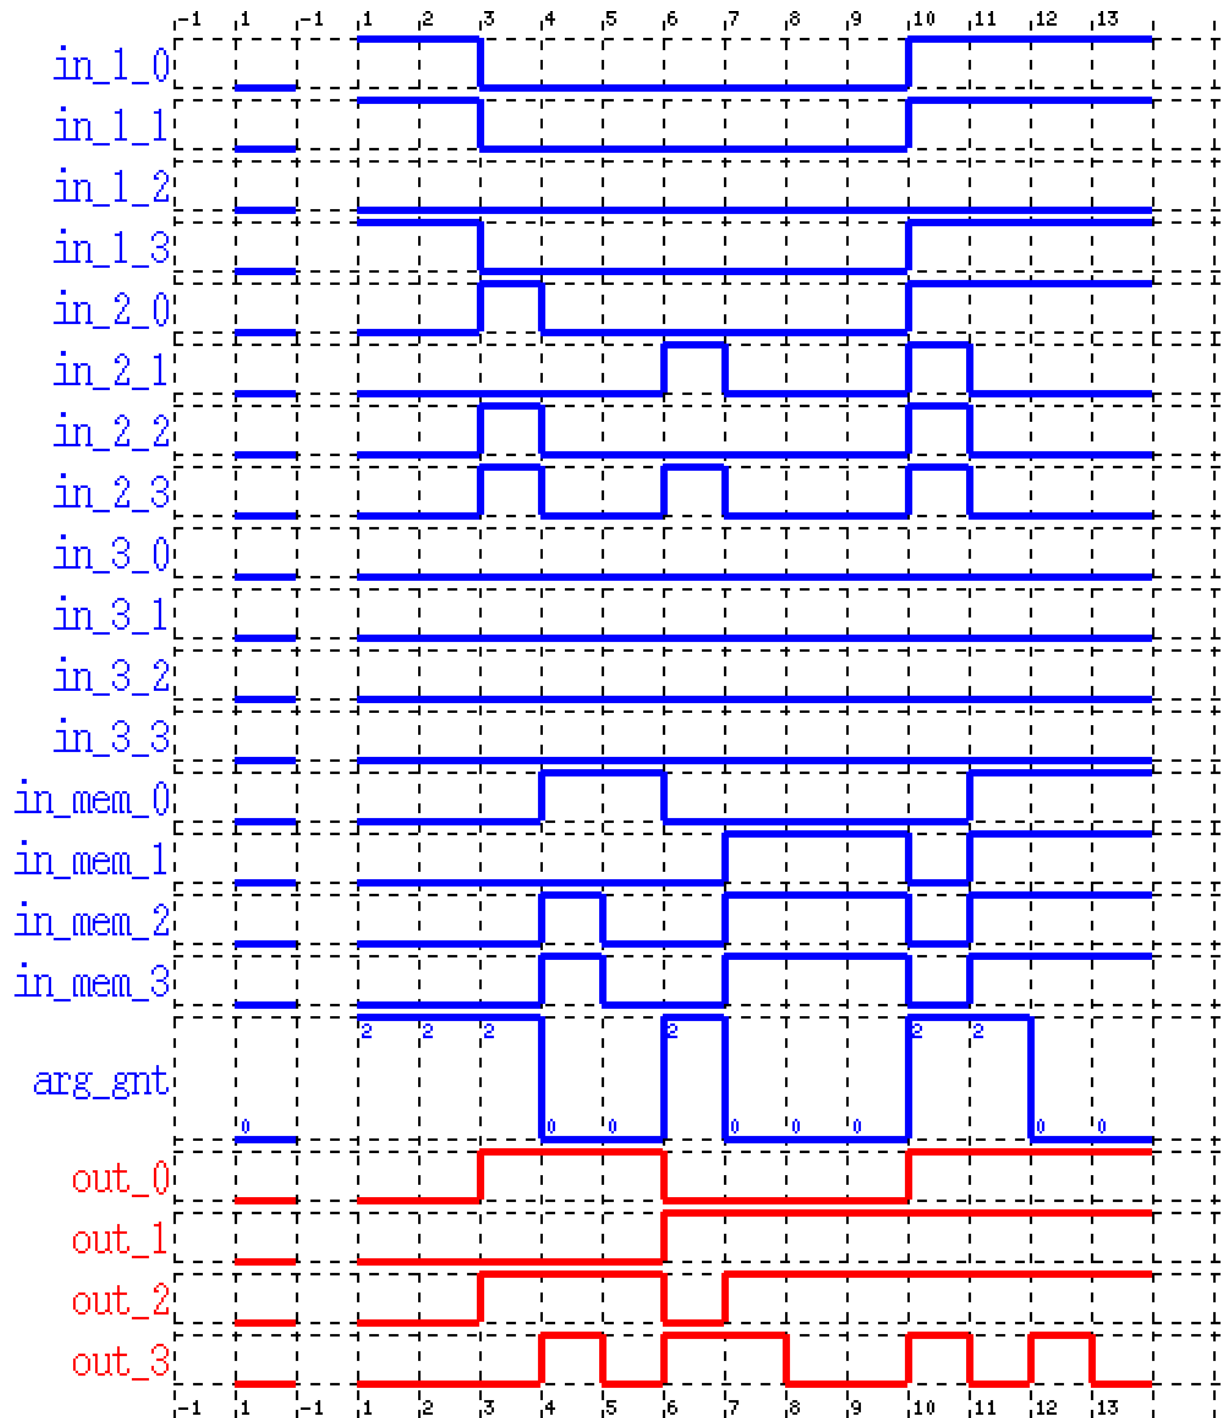 -1 1 -1 1 2 3 4 5 6 7 8 9 10 11 12 13
in_1_0
in_1_1
in_1_2
in_1_3
in_2_0
in_2_1
in_2_2
in_2_3
in_3_0
in_3_1
in_3_2
in_3_3
in_mem_0
in_mem_1
in_mem_2
in_mem_3
2 2 2 2 2 2
arg_gnt
0 0 0 0 0 0 0 0
out_0
out_1
out_2
out_3
-1 1 -1 1 2 3 4 5 6 7 8 9 10 11 12 13